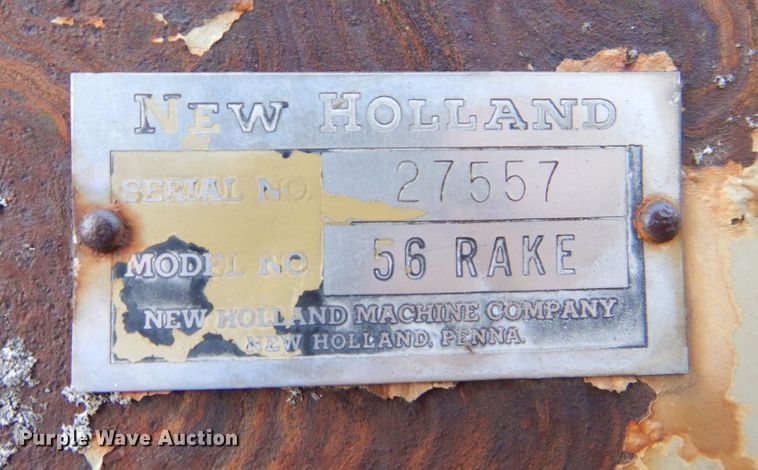 NEW HOLLAND
SERIAL NO. 27557
MODEL NO. 56 RAKE
NEW HOLLAND MACHINE COMPANY
NEW HOLLAND, PENNA.
Purple Wave Auction